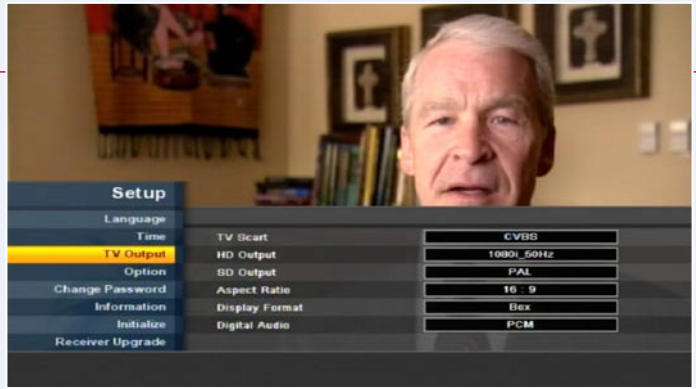 Setup
Language
Time
TV Output
Option
Change Password
Information
Initialize
Receiver Upgrade
TV Scart CVBS
HD Output 1080i_50Hz
SD Output PAL
Aspect Ratio 16 : 9
Display Format Box
Digital Audio PCM